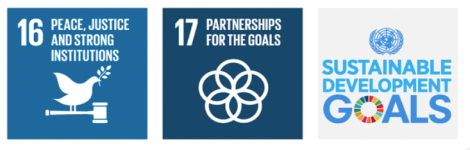 16 PEACE, JUSTICE
AND STRONG
INSTITUTIONS
17 PARTNERSHIPS
FOR THE GOALS
SUSTAINABLE
DEVELOPMENT
GOALS